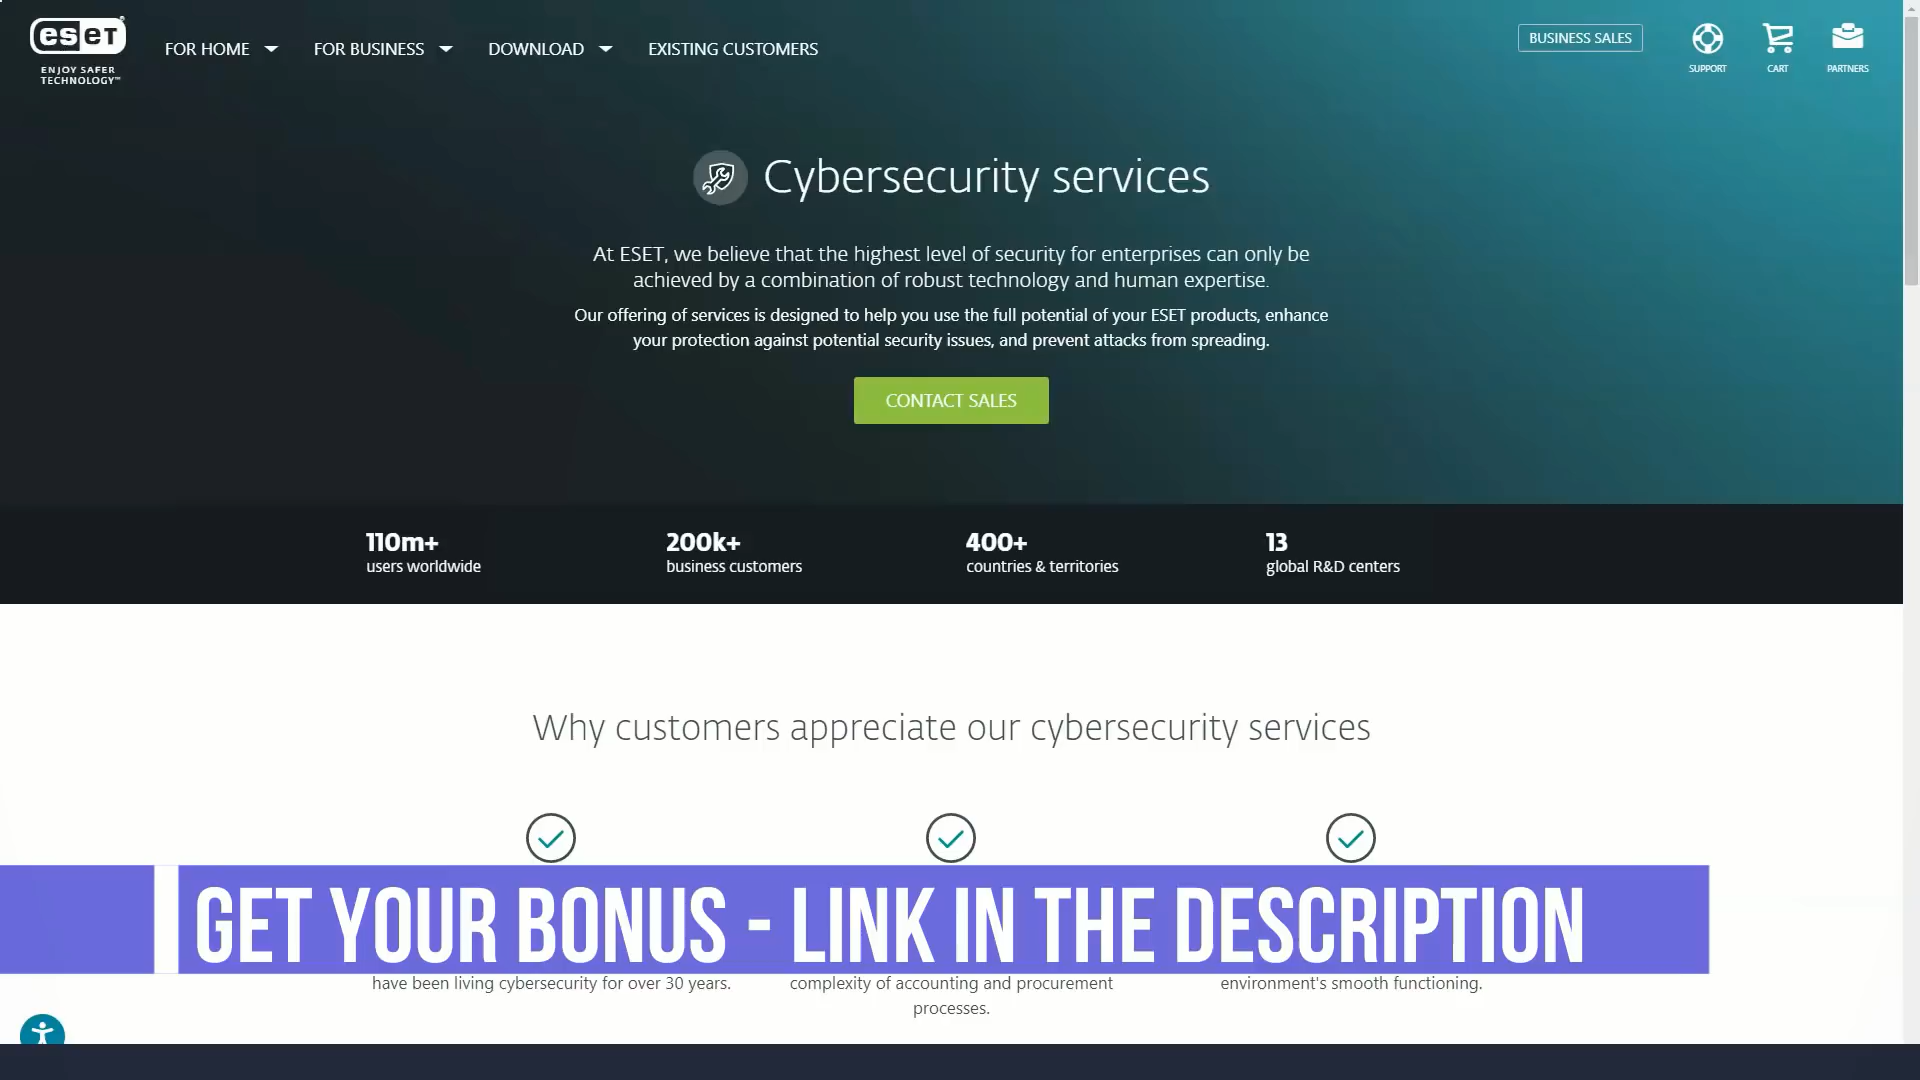 eset
ENJOY SAFER
TECHNOLOGY™
FOR HOME
FOR BUSINESS
DOWNLOAD
EXISTING CUSTOMERS
BUSINESS SALES
SUPPORT
CART
PARTNERS
Cybersecurity services
At ESET, we believe that the highest level of security for enterprises can only be
achieved by a combination of robust technology and human expertise.
Our offering of services is designed to help you use the full potential of your ESET products, enhance
your protection against potential security issues, and prevent attacks from spreading.
CONTACT SALES
110m+
users worldwide
200k+
business customers
400+
countries & territories
13
global R&D centers
Why customers appreciate our cybersecurity services
GET YOUR BONUS - LINK IN THE DESCRIPTION
have been living cybersecurity for over 30 years.
complexity of accounting and procurement
processes.
environment's smooth functioning.